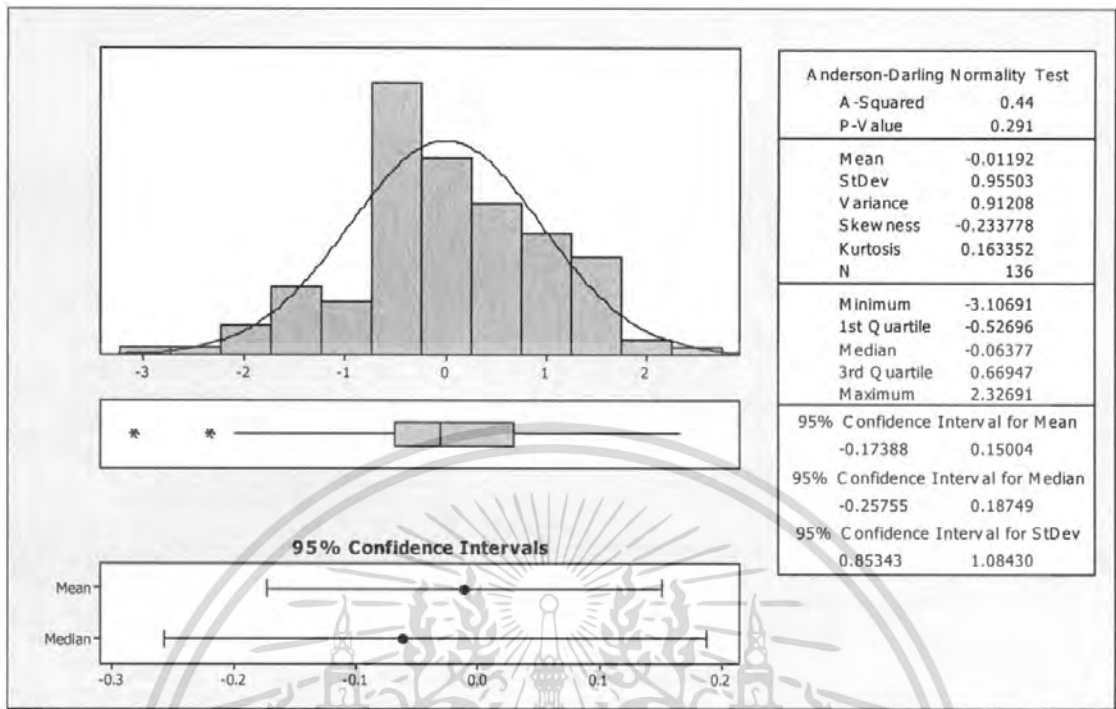 -3 -2 -1 0 1 2
* *
95% Confidence Intervals
Mean
Median
-0.3 -0.2 -0.1 0.0 0.1 0.2
Anderson-Darling Normality Test
A-Squared 0.44
P-Value 0.291
Mean -0.01192
StDev 0.95503
Variance 0.91208
Skewness -0.233778
Kurtosis 0.163352
N 136
Minimum -3.10691
1st Quartile -0.52696
Median -0.06377
3rd Quartile 0.66947
Maximum 2.32691
95% Confidence Interval for Mean
-0.17388 0.15004
95% Confidence Interval for Median
-0.25755 0.18749
95% Confidence Interval for StDev
0.85343 1.08430